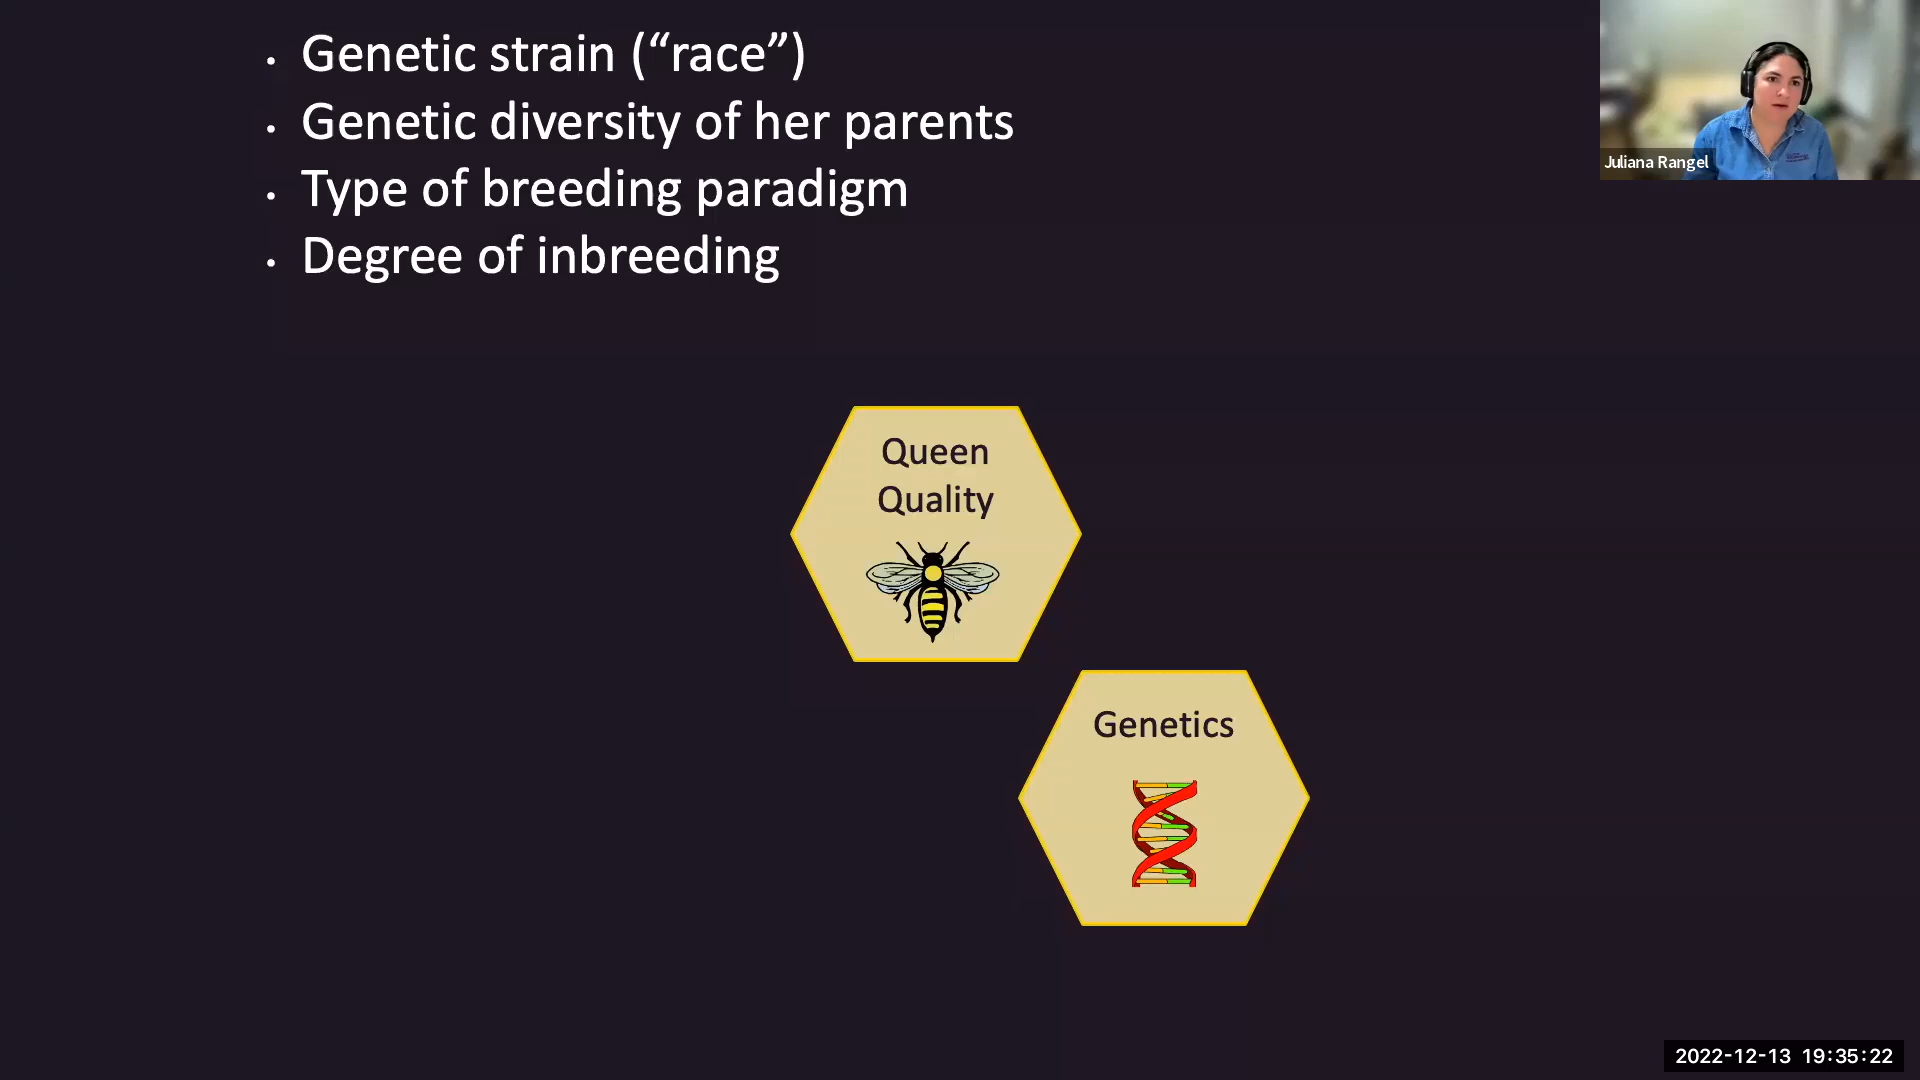 • Genetic strain (“race”)
• Genetic diversity of her parents
• Type of breeding paradigm
• Degree of inbreeding
Juliana Rangel
Queen
Quality
Genetics
2022-12-13 19:35:22